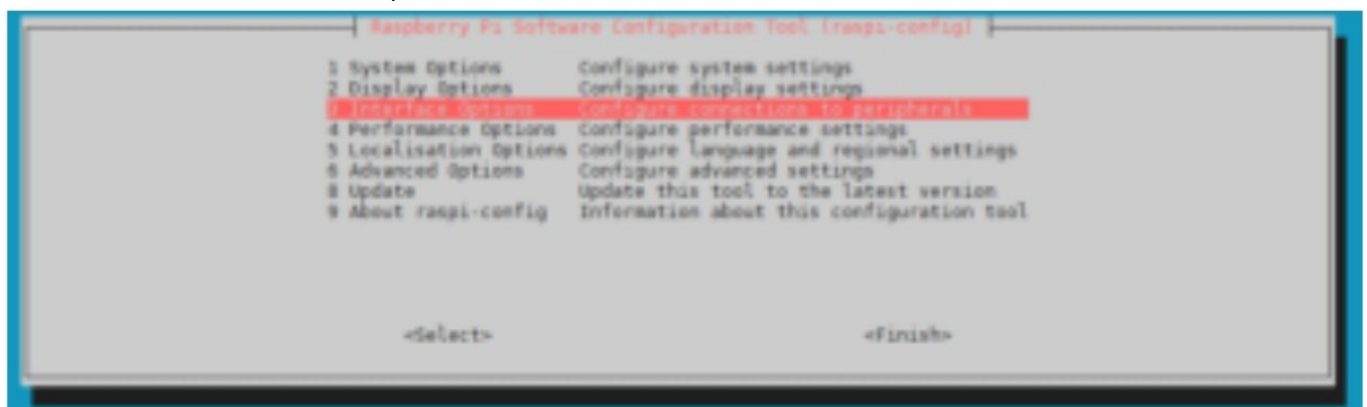 Raspberry Pi Software Configuration Tool (raspi-config)
1 System Options Configure system settings
2 Display Options Configure display settings
3 Interface Options Configure connections to peripherals
4 Performance Options Configure performance settings
5 Localisation Options Configure language and regional settings
6 Advanced Options Configure advanced settings
8 Update Update this tool to the latest version
9 About raspi-config Information about this configuration tool
<Select> <Finish>